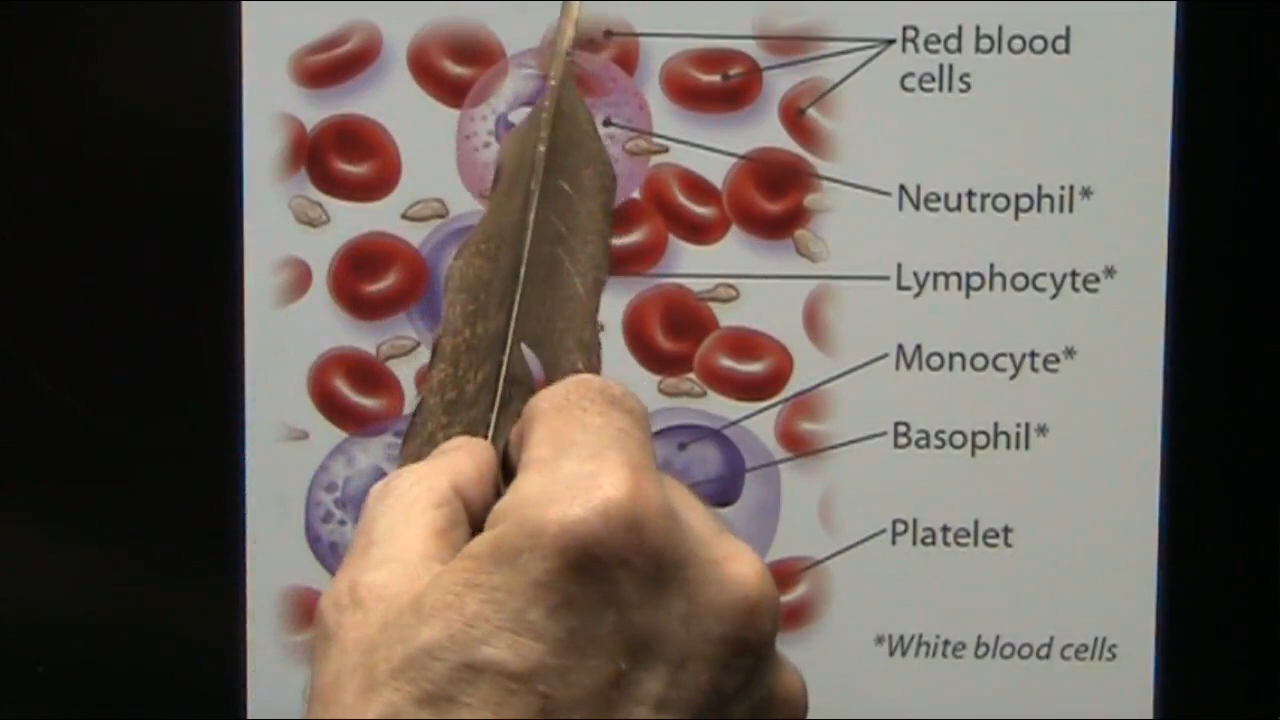 Red blood
cells
Neutrophil*
Lymphocyte*
Monocyte*
Basophil*
Platelet
*White blood cells